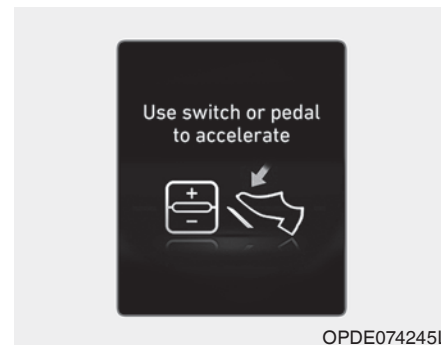 Use switch or pedal
to accelerate
+
−
OPDE074245L